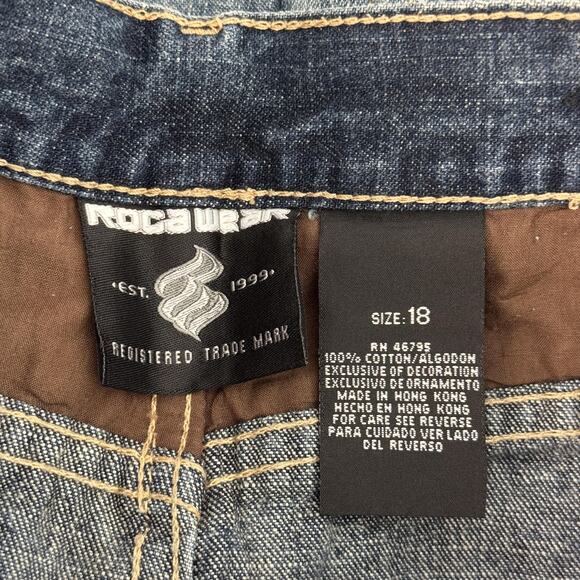 Rocawear
EST. 1999
REGISTERED TRADE MARK
SIZE: 18
RN 46795
100% COTTON/ALGODON
EXCLUSIVE OF DECORATION
EXCLUSIVO DE ORNAMENTO
MADE IN HONG KONG
HECHO EN HONG KONG
FOR CARE SEE REVERSE
PARA CUIDADO VER LADO
DEL REVERSO